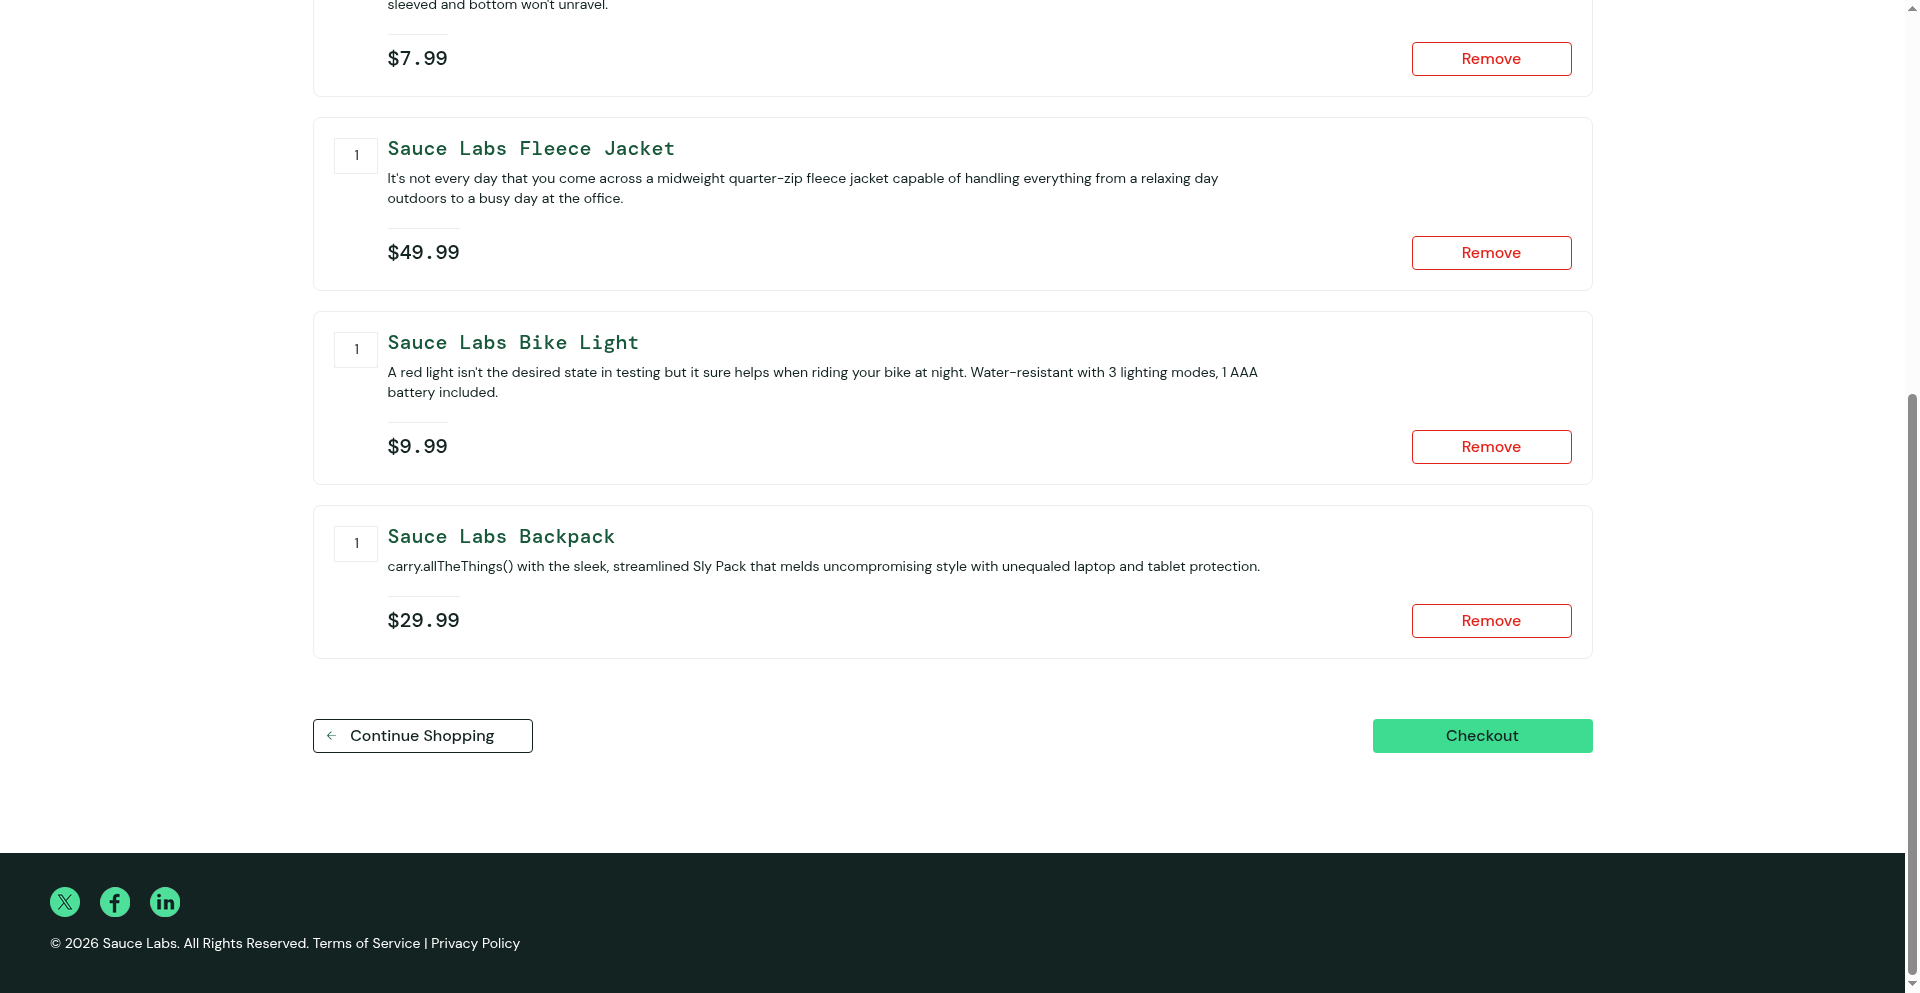 sleeved and bottom won't unravel.
$7.99
Remove
1
Sauce Labs Fleece Jacket
It's not every day that you come across a midweight quarter-zip fleece jacket capable of handling everything from a relaxing day
outdoors to a busy day at the office.
$49.99
Remove
1
Sauce Labs Bike Light
A red light isn't the desired state in testing but it sure helps when riding your bike at night. Water-resistant with 3 lighting modes, 1 AAA
battery included.
$9.99
Remove
1
Sauce Labs Backpack
carry.allTheThings() with the sleek, streamlined Sly Pack that melds uncompromising style with unequaled laptop and tablet protection.
$29.99
Remove
Continue Shopping
Checkout
© 2026 Sauce Labs. All Rights Reserved. Terms of Service | Privacy Policy